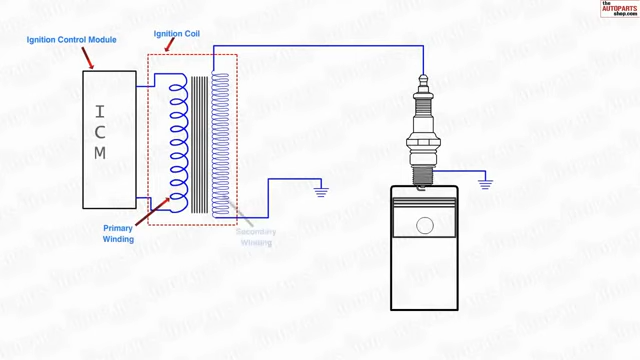 the
AUTOPARTS
shop.com
Ignition Coil
Ignition Control Module
I
C
M
Primary
Winding
Secondary
Winding